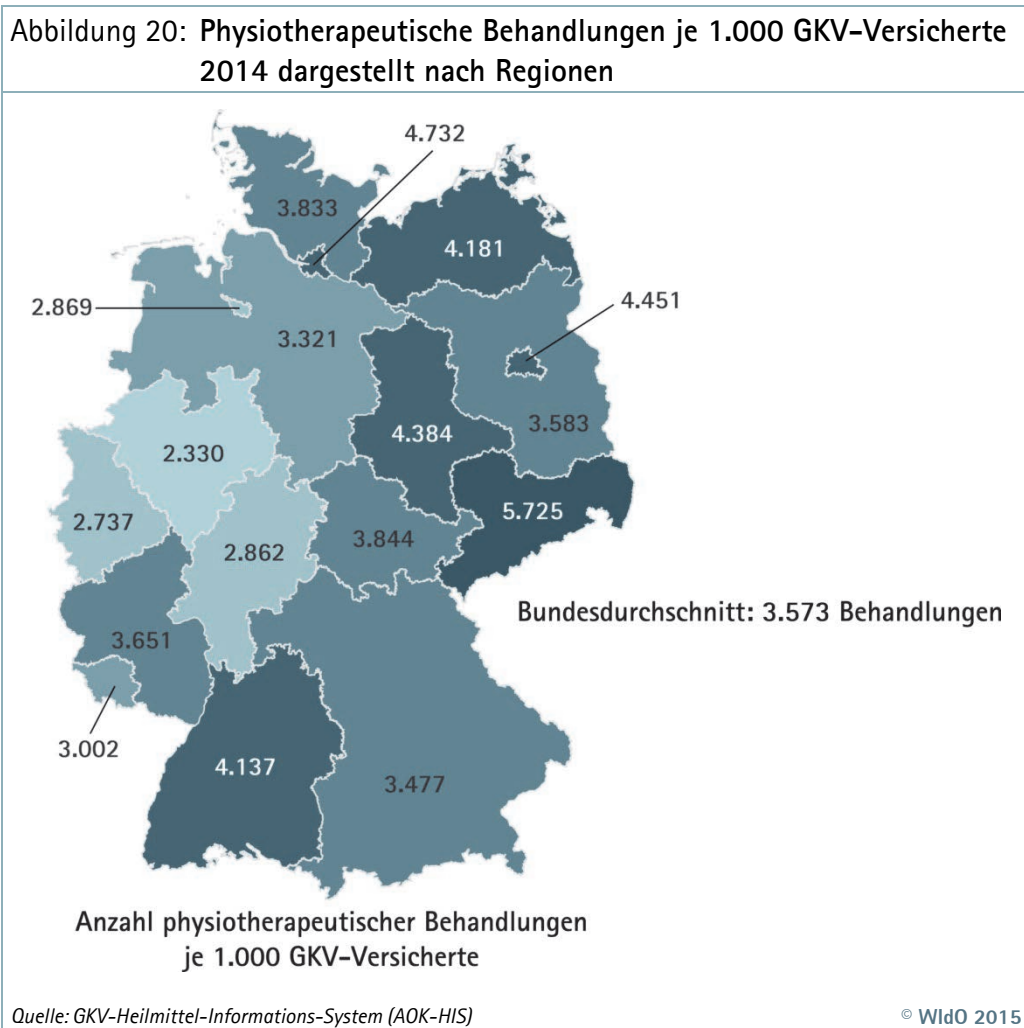 Abbildung 20: Physiotherapeutische Behandlungen je 1.000 GKV-Versicherte
2014 dargestellt nach Regionen
4.732
3.833
4.181
2.869
4.451
3.321
3.583
4.384
2.330
5.725
2.737
3.844
2.862
Bundesdurchschnitt: 3.573 Behandlungen
3.651
3.002
4.137
3.477
Anzahl physiotherapeutischer Behandlungen
je 1.000 GKV-Versicherte
Quelle: GKV-Heilmittel-Informations-System (AOK-HIS)
© WIdO 2015